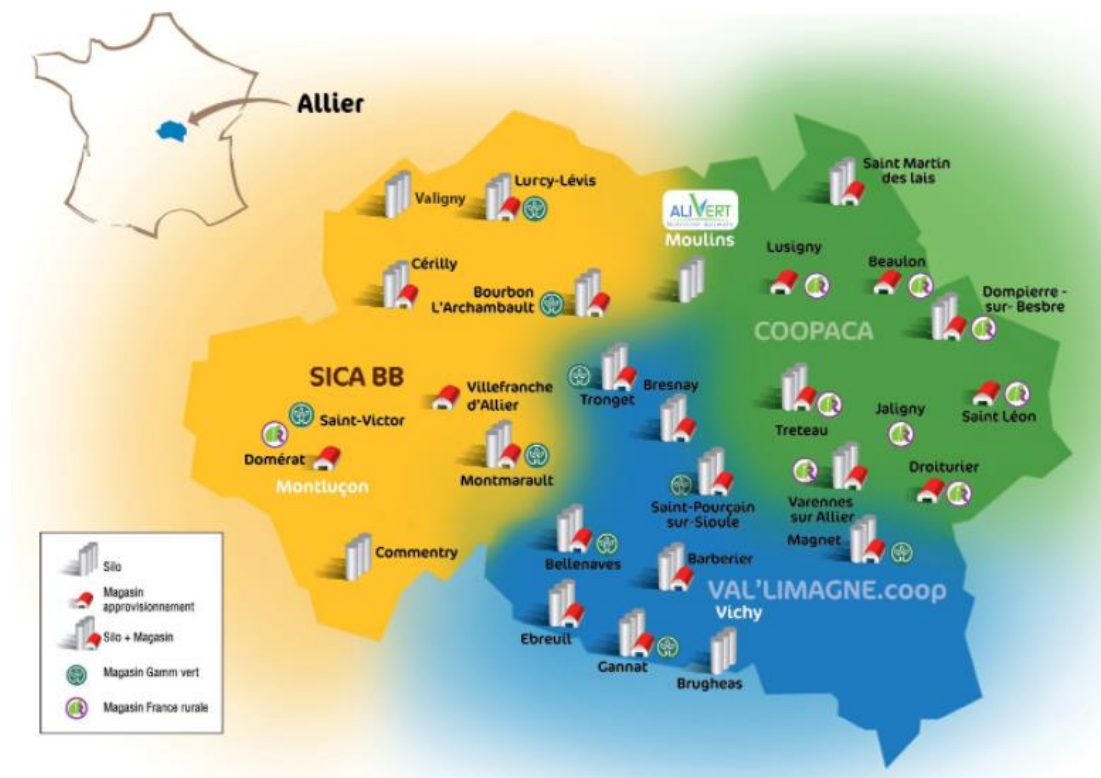 Allier
Saint Martin
des lais
Lurcy-Lévis
Valigny
ALIVERT
Moulins
Lusigny
Beaulon
Cérilly
Bourbon
L'Archambault
Dompierre -
sur- Besbre
COOPACA
SICA BB
Villefranche
d'Allier
Tronget
Bresnay
Saint-Victor
Treteau
Jaligny
Saint Léon
Domérat
Montluçon
Montmarault
Saint-Pourçain
sur-Sioule
Varennes
sur Allier
Droiturier
Magnet
Commentry
Bellenaves
Barberier
VAL'LIMAGNE.coop
Vichy
Ebreuil
Gannat
Brugheas
Silo
Magasin
approvisionnement
Silo + Magasin
Magasin Gamm vert
Magasin France rurale